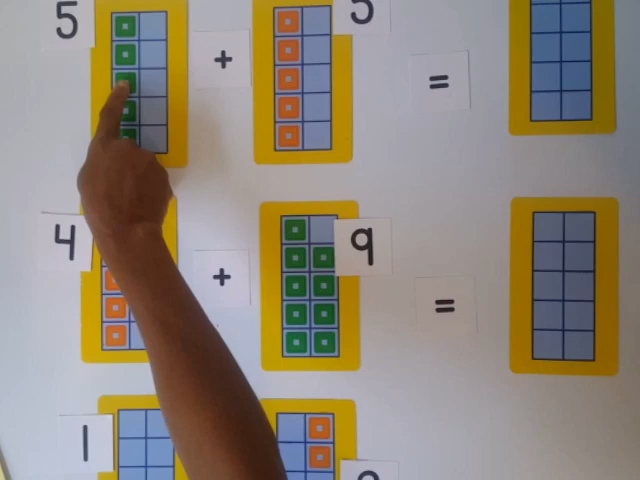 5 + 5 =
4 + 9 =
1